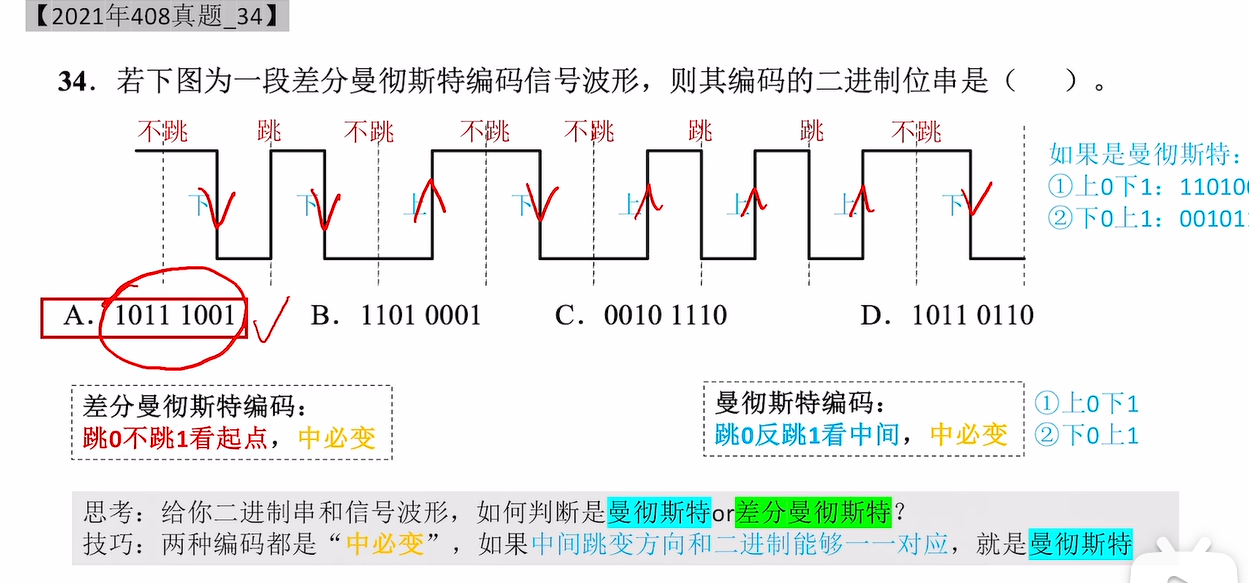 【2021年408真题_34】
34．若下图为一段差分曼彻斯特编码信号波形，则其编码的二进制位串是（　　）。
不跳 跳 不跳 不跳 不跳 跳 跳 不跳
如果是曼彻斯特：
下 下 上 下 上 上 上 下
①上0下1：11010
②下0上1：00101
A．1011 1001 B．1101 0001 C．0010 1110 D．1011 0110
差分曼彻斯特编码：
跳0不跳1看起点，中必变
曼彻斯特编码：
跳0反跳1看中间，中必变
①上0下1
②下0上1
思考：给你二进制串和信号波形，如何判断是曼彻斯特or差分曼彻斯特？
技巧：两种编码都是“中必变”，如果中间跳变方向和二进制能够一一对应，就是曼彻斯特